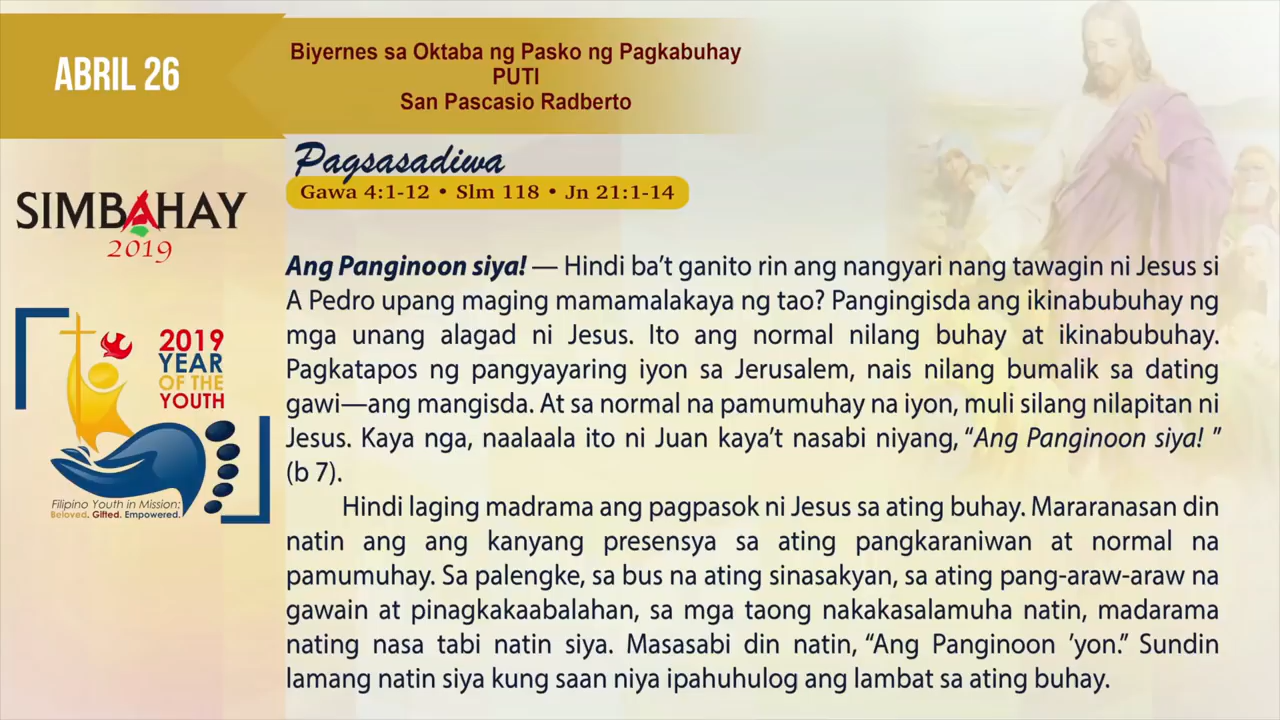 ABRIL 26
Biyernes sa Oktaba ng Pasko ng Pagkabuhay
PUTI
San Pascasio Radberto
Pagsasadiwa
Gawa 4:1-12 • Slm 118 • Jn 21:1-14
SIMBAHAY
2019
2019
YEAR
OF THE
YOUTH
Filipino Youth in Mission:
Beloved. Gifted. Empowered.
Ang Panginoon siya! — Hindi ba’t ganito rin ang nangyari nang tawagin ni Jesus si
A Pedro upang maging mamamalakaya ng tao? Pangingisda ang ikinabubuhay ng
mga unang alagad ni Jesus. Ito ang normal nilang buhay at ikinabubuhay.
Pagkatapos ng pangyayaring iyon sa Jerusalem, nais nilang bumalik sa dating
gawi—ang mangisda. At sa normal na pamumuhay na iyon, muli silang nilapitan ni
Jesus. Kaya nga, naalaala ito ni Juan kaya’t nasabi niyang, “Ang Panginoon siya! ”
(b 7).
Hindi laging madrama ang pagpasok ni Jesus sa ating buhay. Mararanasan din
natin ang ang kanyang presensya sa ating pangkaraniwan at normal na
pamumuhay. Sa palengke, sa bus na ating sinasakyan, sa ating pang-araw-araw na
gawain at pinagkakaabalahan, sa mga taong nakakasalamuha natin, madarama
nating nasa tabi natin siya. Masasabi din natin, “Ang Panginoon ’yon.” Sundin
lamang natin siya kung saan niya ipahuhulog ang lambat sa ating buhay.